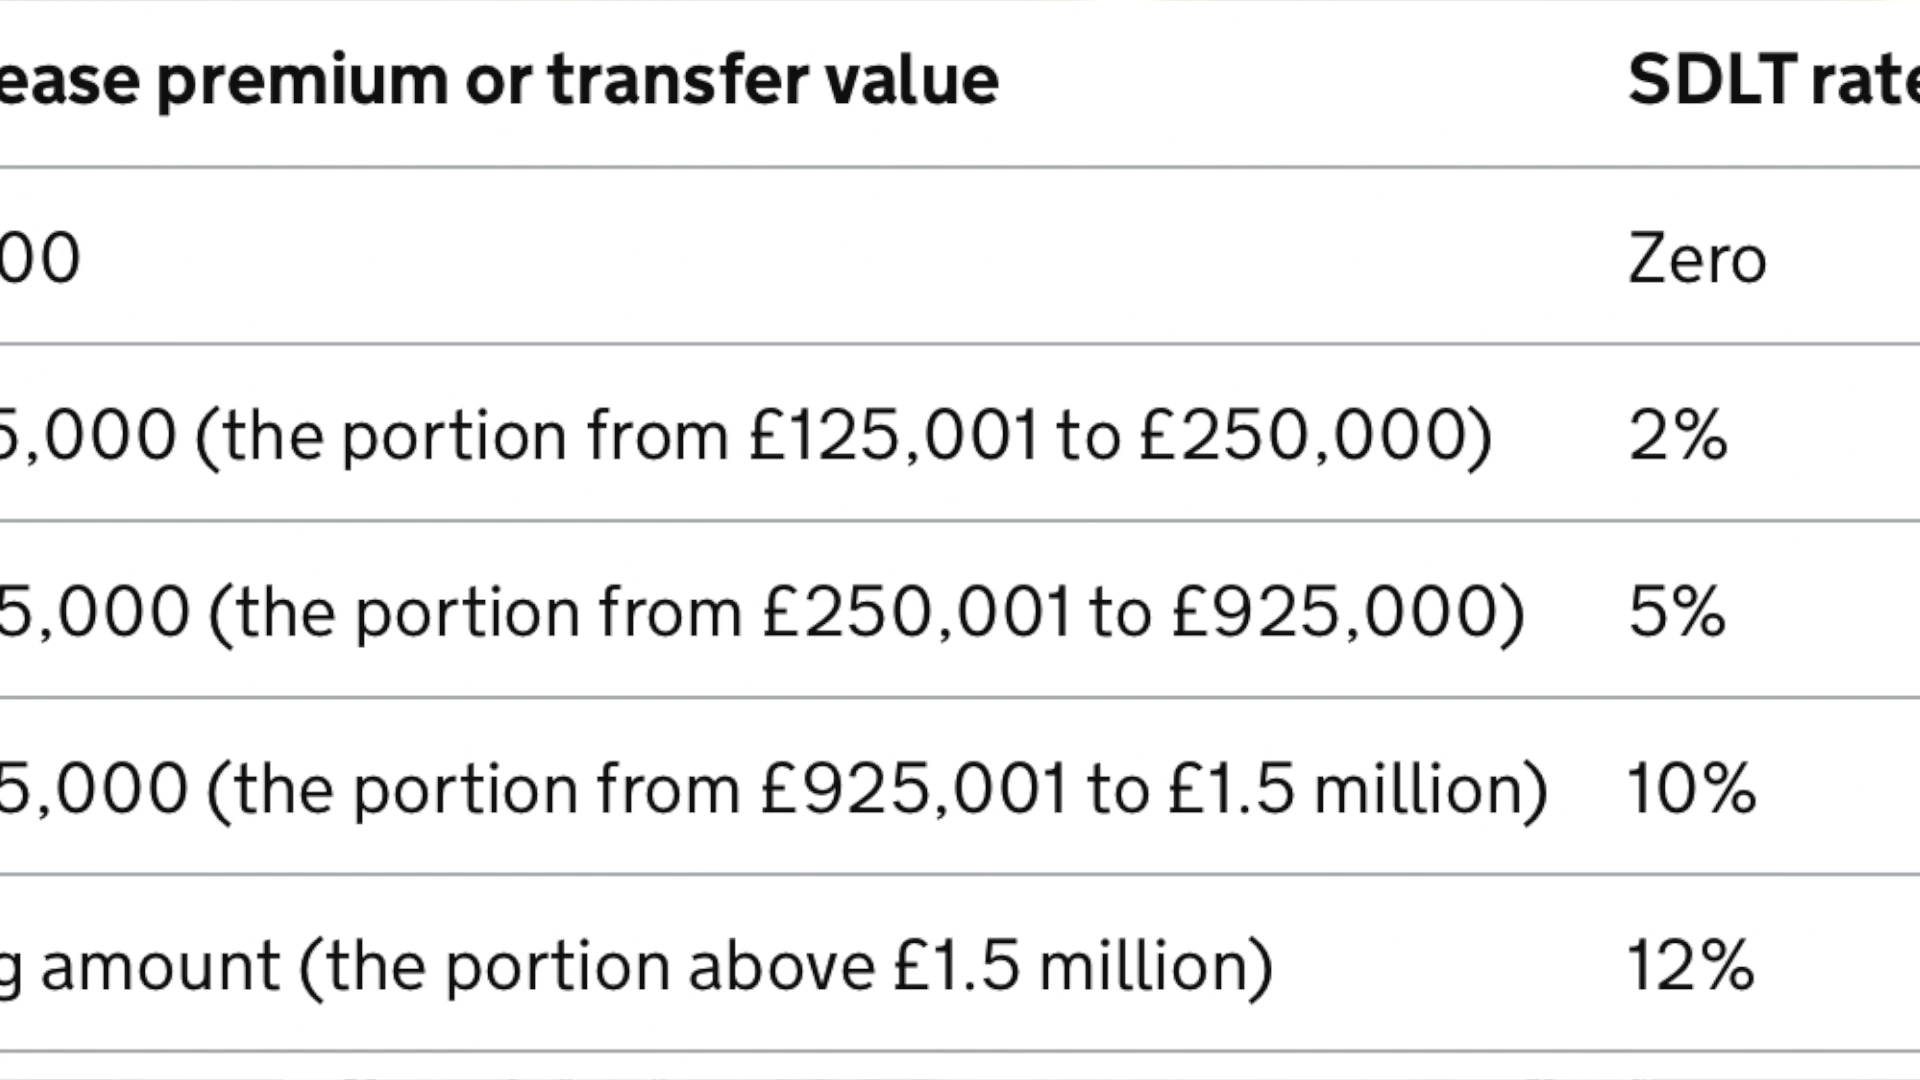 ease premium or transfer value SDLT rate
00 Zero
5,000 (the portion from £125,001 to £250,000) 2%
5,000 (the portion from £250,001 to £925,000) 5%
5,000 (the portion from £925,001 to £1.5 million) 10%
g amount (the portion above £1.5 million) 12%